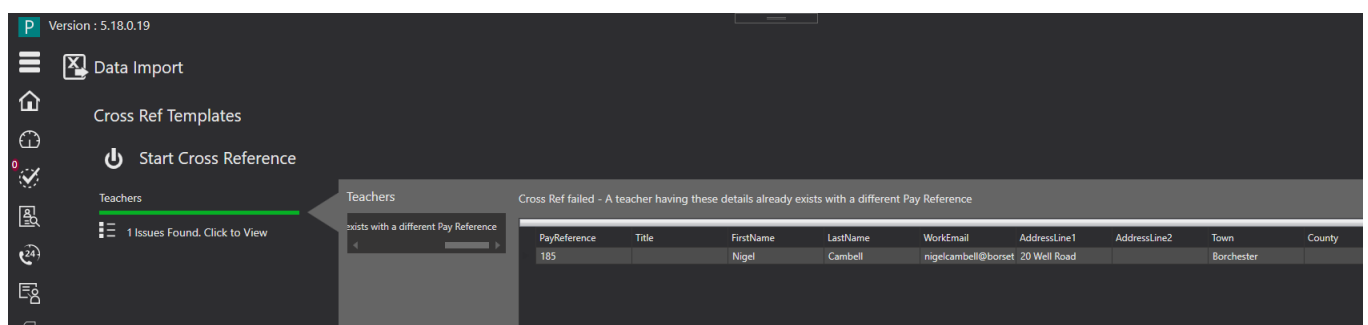 P Version : 5.18.0.19
Data Import
Cross Ref Templates
Start Cross Reference
0
Teachers
1 Issues Found. Click to View
24
Teachers
exists with a different Pay Reference
Cross Ref failed - A teacher having these details already exists with a different Pay Reference
PayReference Title FirstName LastName WorkEmail AddressLine1 AddressLine2 Town County
185 Nigel Cambell nigelcambell@borset 20 Well Road Borchester